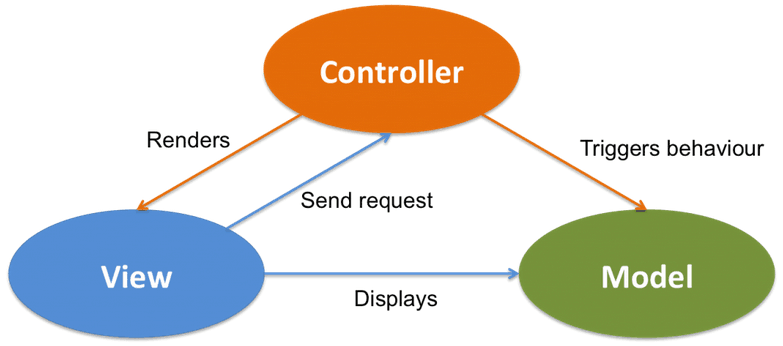 Controller
Renders
Triggers behaviour
Send request
View
Model
Displays